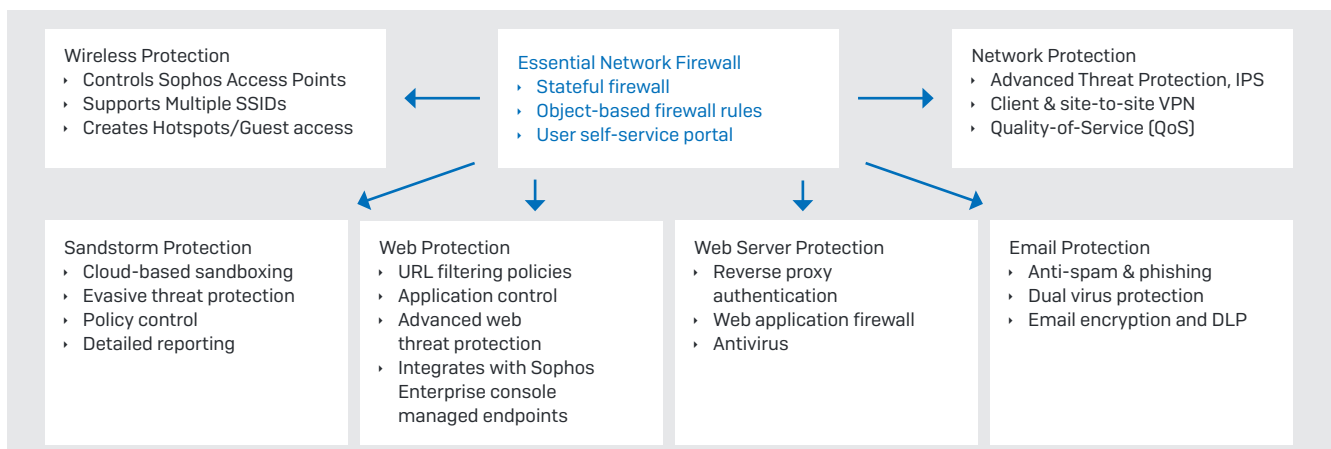 Wireless Protection
‣ Controls Sophos Access Points
‣ Supports Multiple SSIDs
‣ Creates Hotspots/Guest access
Essential Network Firewall
‣ Stateful firewall
‣ Object-based firewall rules
‣ User self-service portal
Network Protection
‣ Advanced Threat Protection, IPS
‣ Client & site-to-site VPN
‣ Quality-of-Service (QoS)
Sandstorm Protection
‣ Cloud-based sandboxing
‣ Evasive threat protection
‣ Policy control
‣ Detailed reporting
Web Protection
‣ URL filtering policies
‣ Application control
‣ Advanced web
threat protection
‣ Integrates with Sophos
Enterprise console
managed endpoints
Web Server Protection
‣ Reverse proxy
authentication
‣ Web application firewall
‣ Antivirus
Email Protection
‣ Anti-spam & phishing
‣ Dual virus protection
‣ Email encryption and DLP